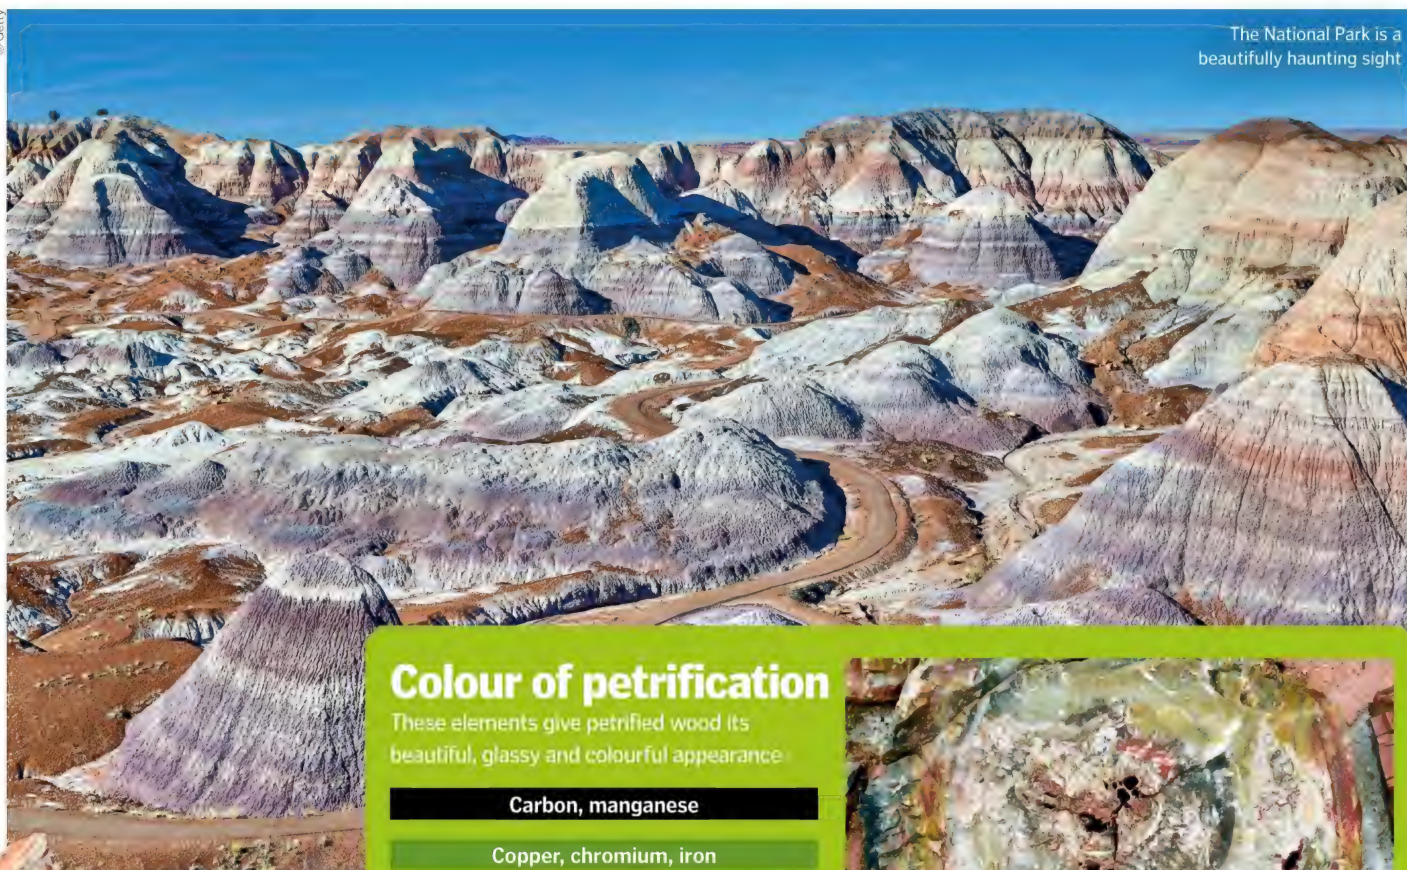 © Getty
The National Park is a
beautifully haunting sight
Colour of petrification
These elements give petrified wood its
beautiful, glassy and colourful appearance
Carbon, manganese
Copper, chromium, iron